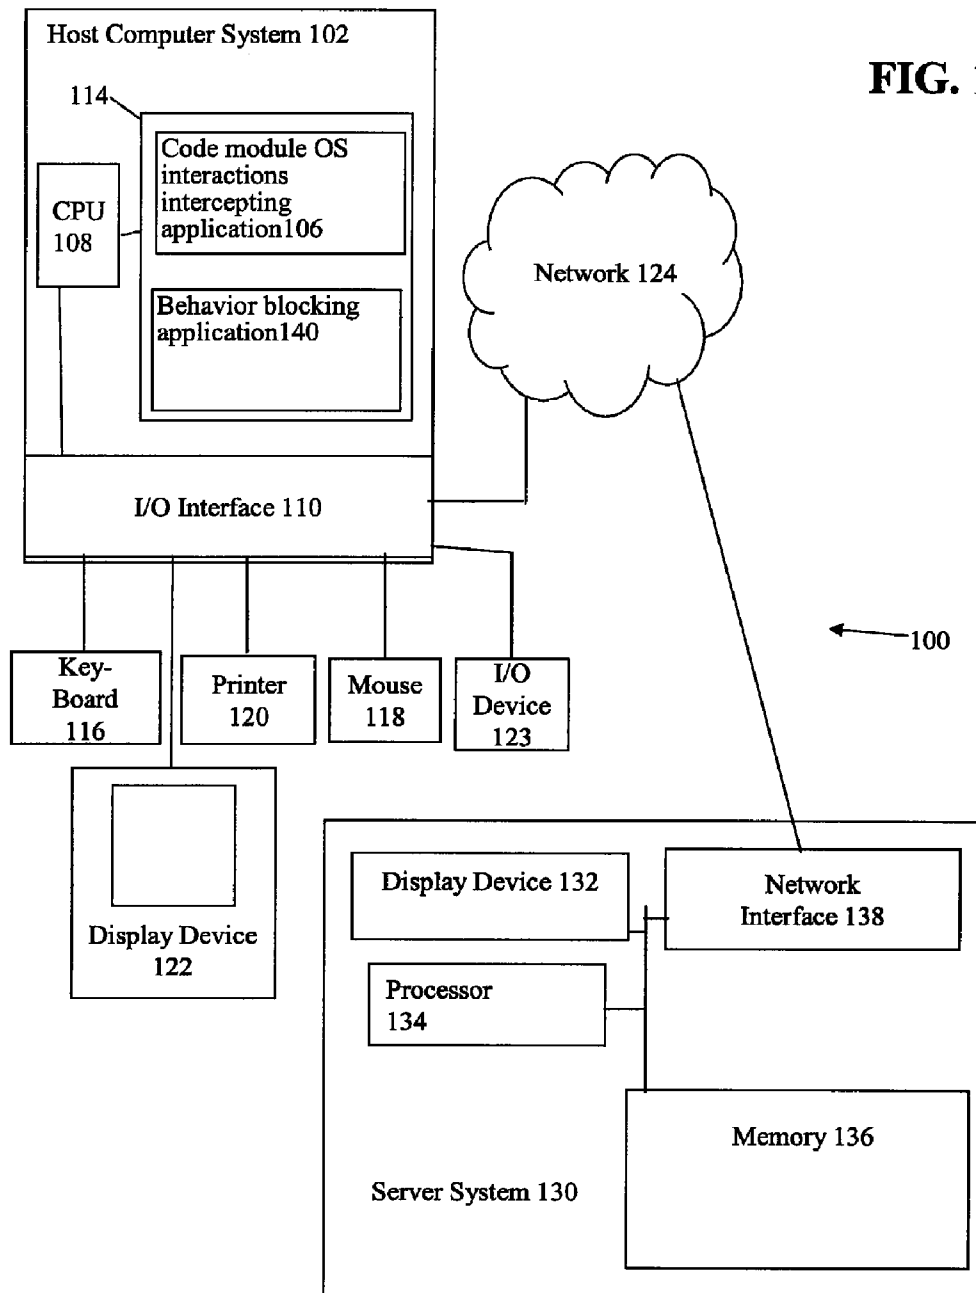 Host Computer System 102
FIG. 1
114
Code module OS
interactions
intercepting
application106
CPU
108
Behavior blocking
application140
Network 124
I/O Interface 110
100
Key-
Board
116
Printer
120
Mouse
118
I/O
Device
123
Display Device
122
Display Device 132
Network
Interface 138
Processor
134
Memory 136
Server System 130